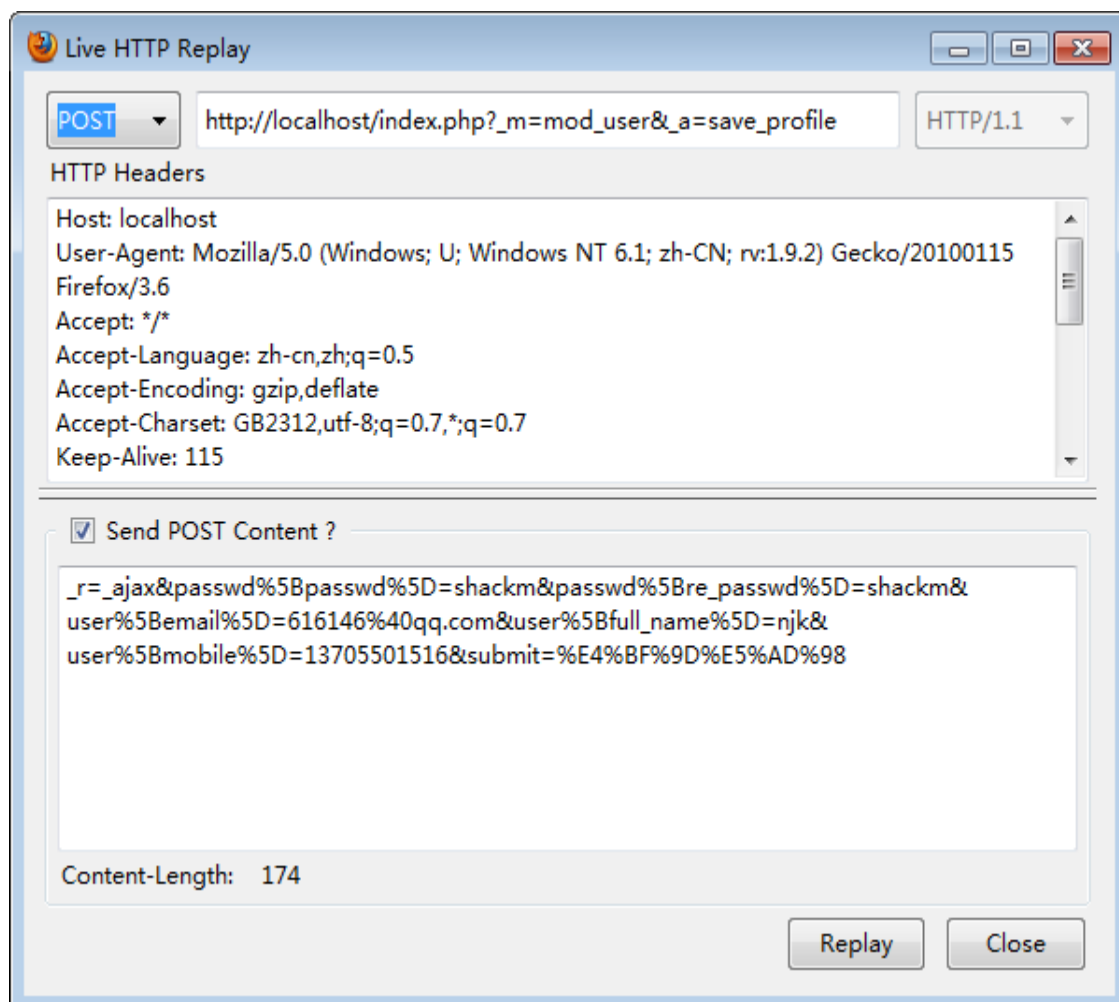 Live HTTP Replay
POST http://localhost/index.php?_m=mod_user&_a=save_profile HTTP/1.1
HTTP Headers
Host: localhost
User-Agent: Mozilla/5.0 (Windows; U; Windows NT 6.1; zh-CN; rv:1.9.2) Gecko/20100115
Firefox/3.6
Accept: */*
Accept-Language: zh-cn,zh;q=0.5
Accept-Encoding: gzip,deflate
Accept-Charset: GB2312,utf-8;q=0.7,*;q=0.7
Keep-Alive: 115
Send POST Content ?
_r=_ajax&passwd%5Bpasswd%5D=shackm&passwd%5Bre_passwd%5D=shackm&
user%5Bemail%5D=616146%40qq.com&user%5Bfull_name%5D=njk&
user%5Bmobile%5D=13705501516&submit=%E4%BF%9D%E5%AD%98
Content-Length: 174
Replay Close